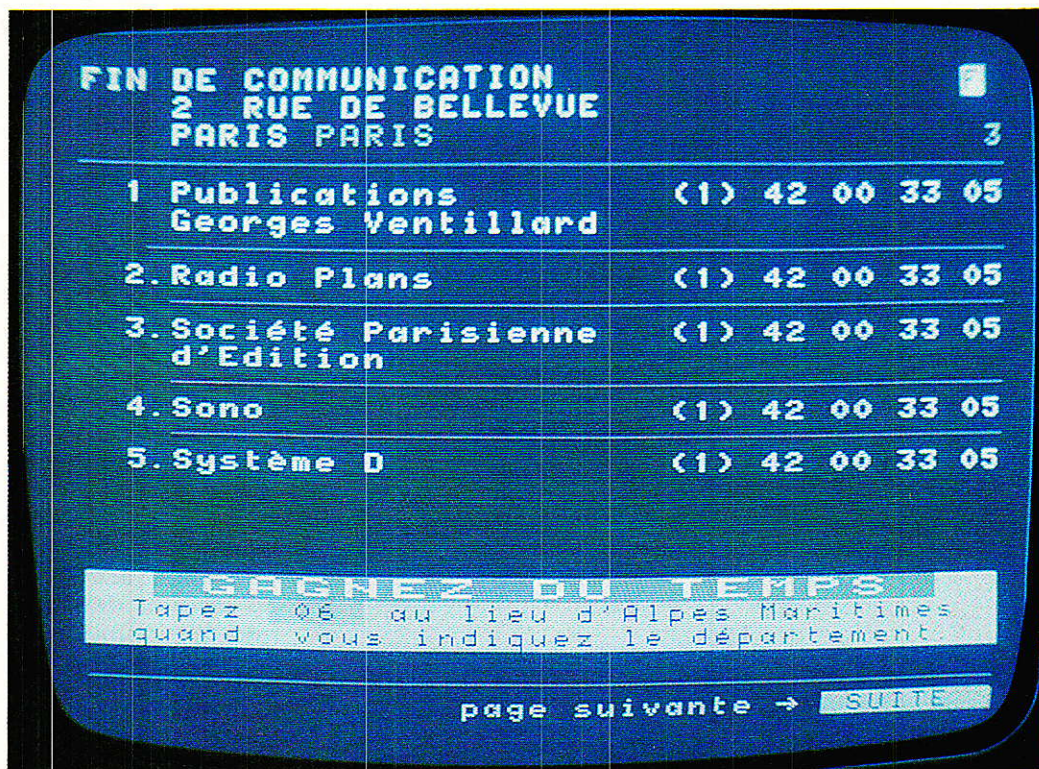 FIN DE COMMUNICATION F
2 RUE DE BELLEVUE
PARIS PARIS 3
1 Publications (1) 42 00 33 05
Georges Ventillard
2. Radio Plans (1) 42 00 33 05
3. Société Parisienne (1) 42 00 33 05
d'Edition
4. Sono (1) 42 00 33 05
5. Système D (1) 42 00 33 05
GAGNEZ DU TEMPS
Tapez 06 au lieu d'Alpes Maritimes
quand vous indiquez le département.
page suivante → SUITE